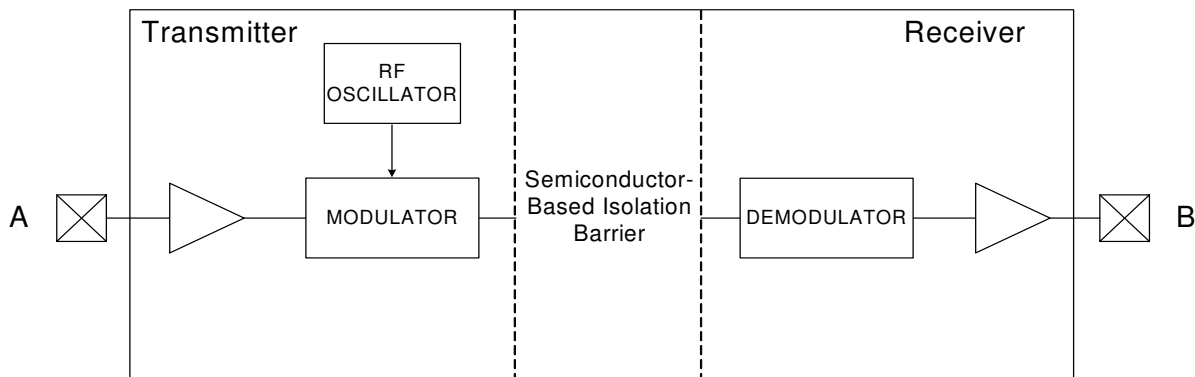 Transmitter
Receiver
RF
OSCILLATOR
A
MODULATOR
Semiconductor-
Based Isolation
Barrier
DEMODULATOR
B